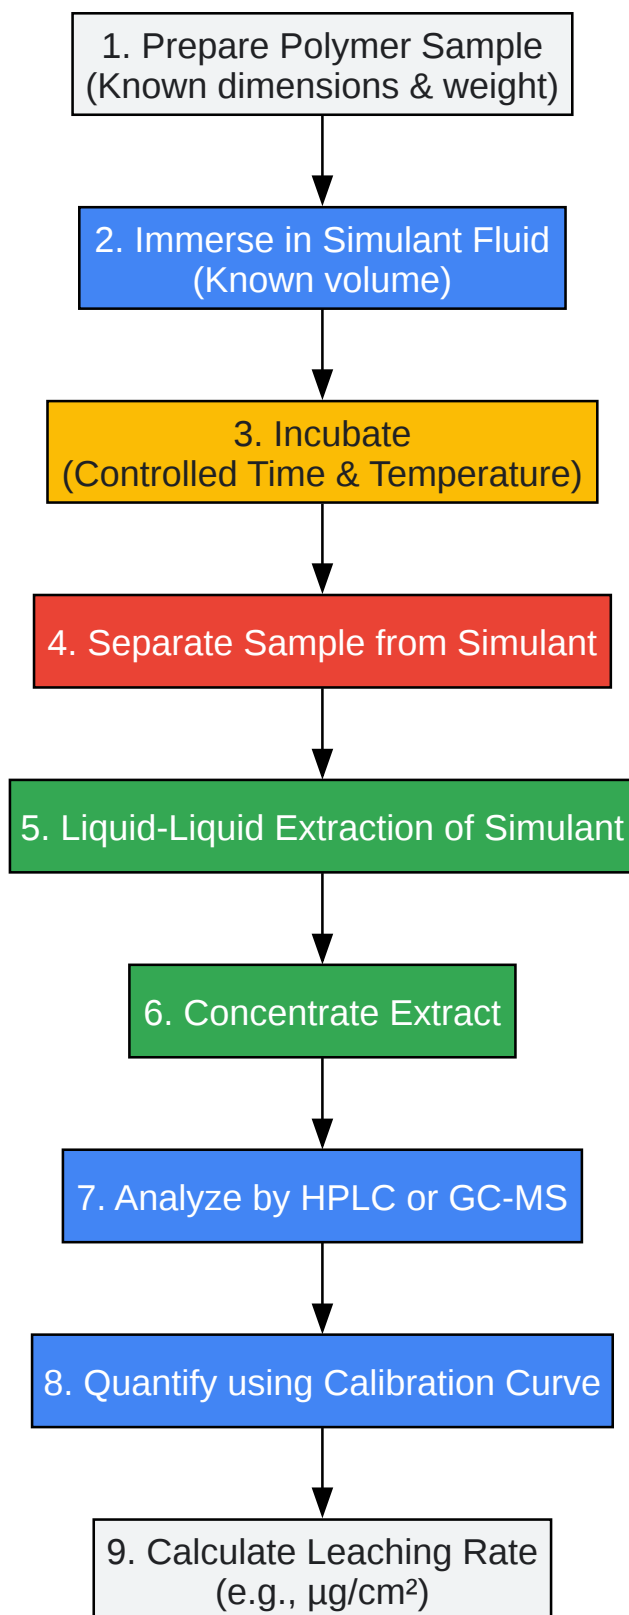 1. Prepare Polymer Sample
(Known dimensions & weight)
2. Immerse in Simulant Fluid
(Known volume)
3. Incubate
(Controlled Time & Temperature)
4. Separate Sample from Simulant
5. Liquid-Liquid Extraction of Simulant
6. Concentrate Extract
7. Analyze by HPLC or GC-MS
8. Quantify using Calibration Curve
9. Calculate Leaching Rate
(e.g., µg/cm²)